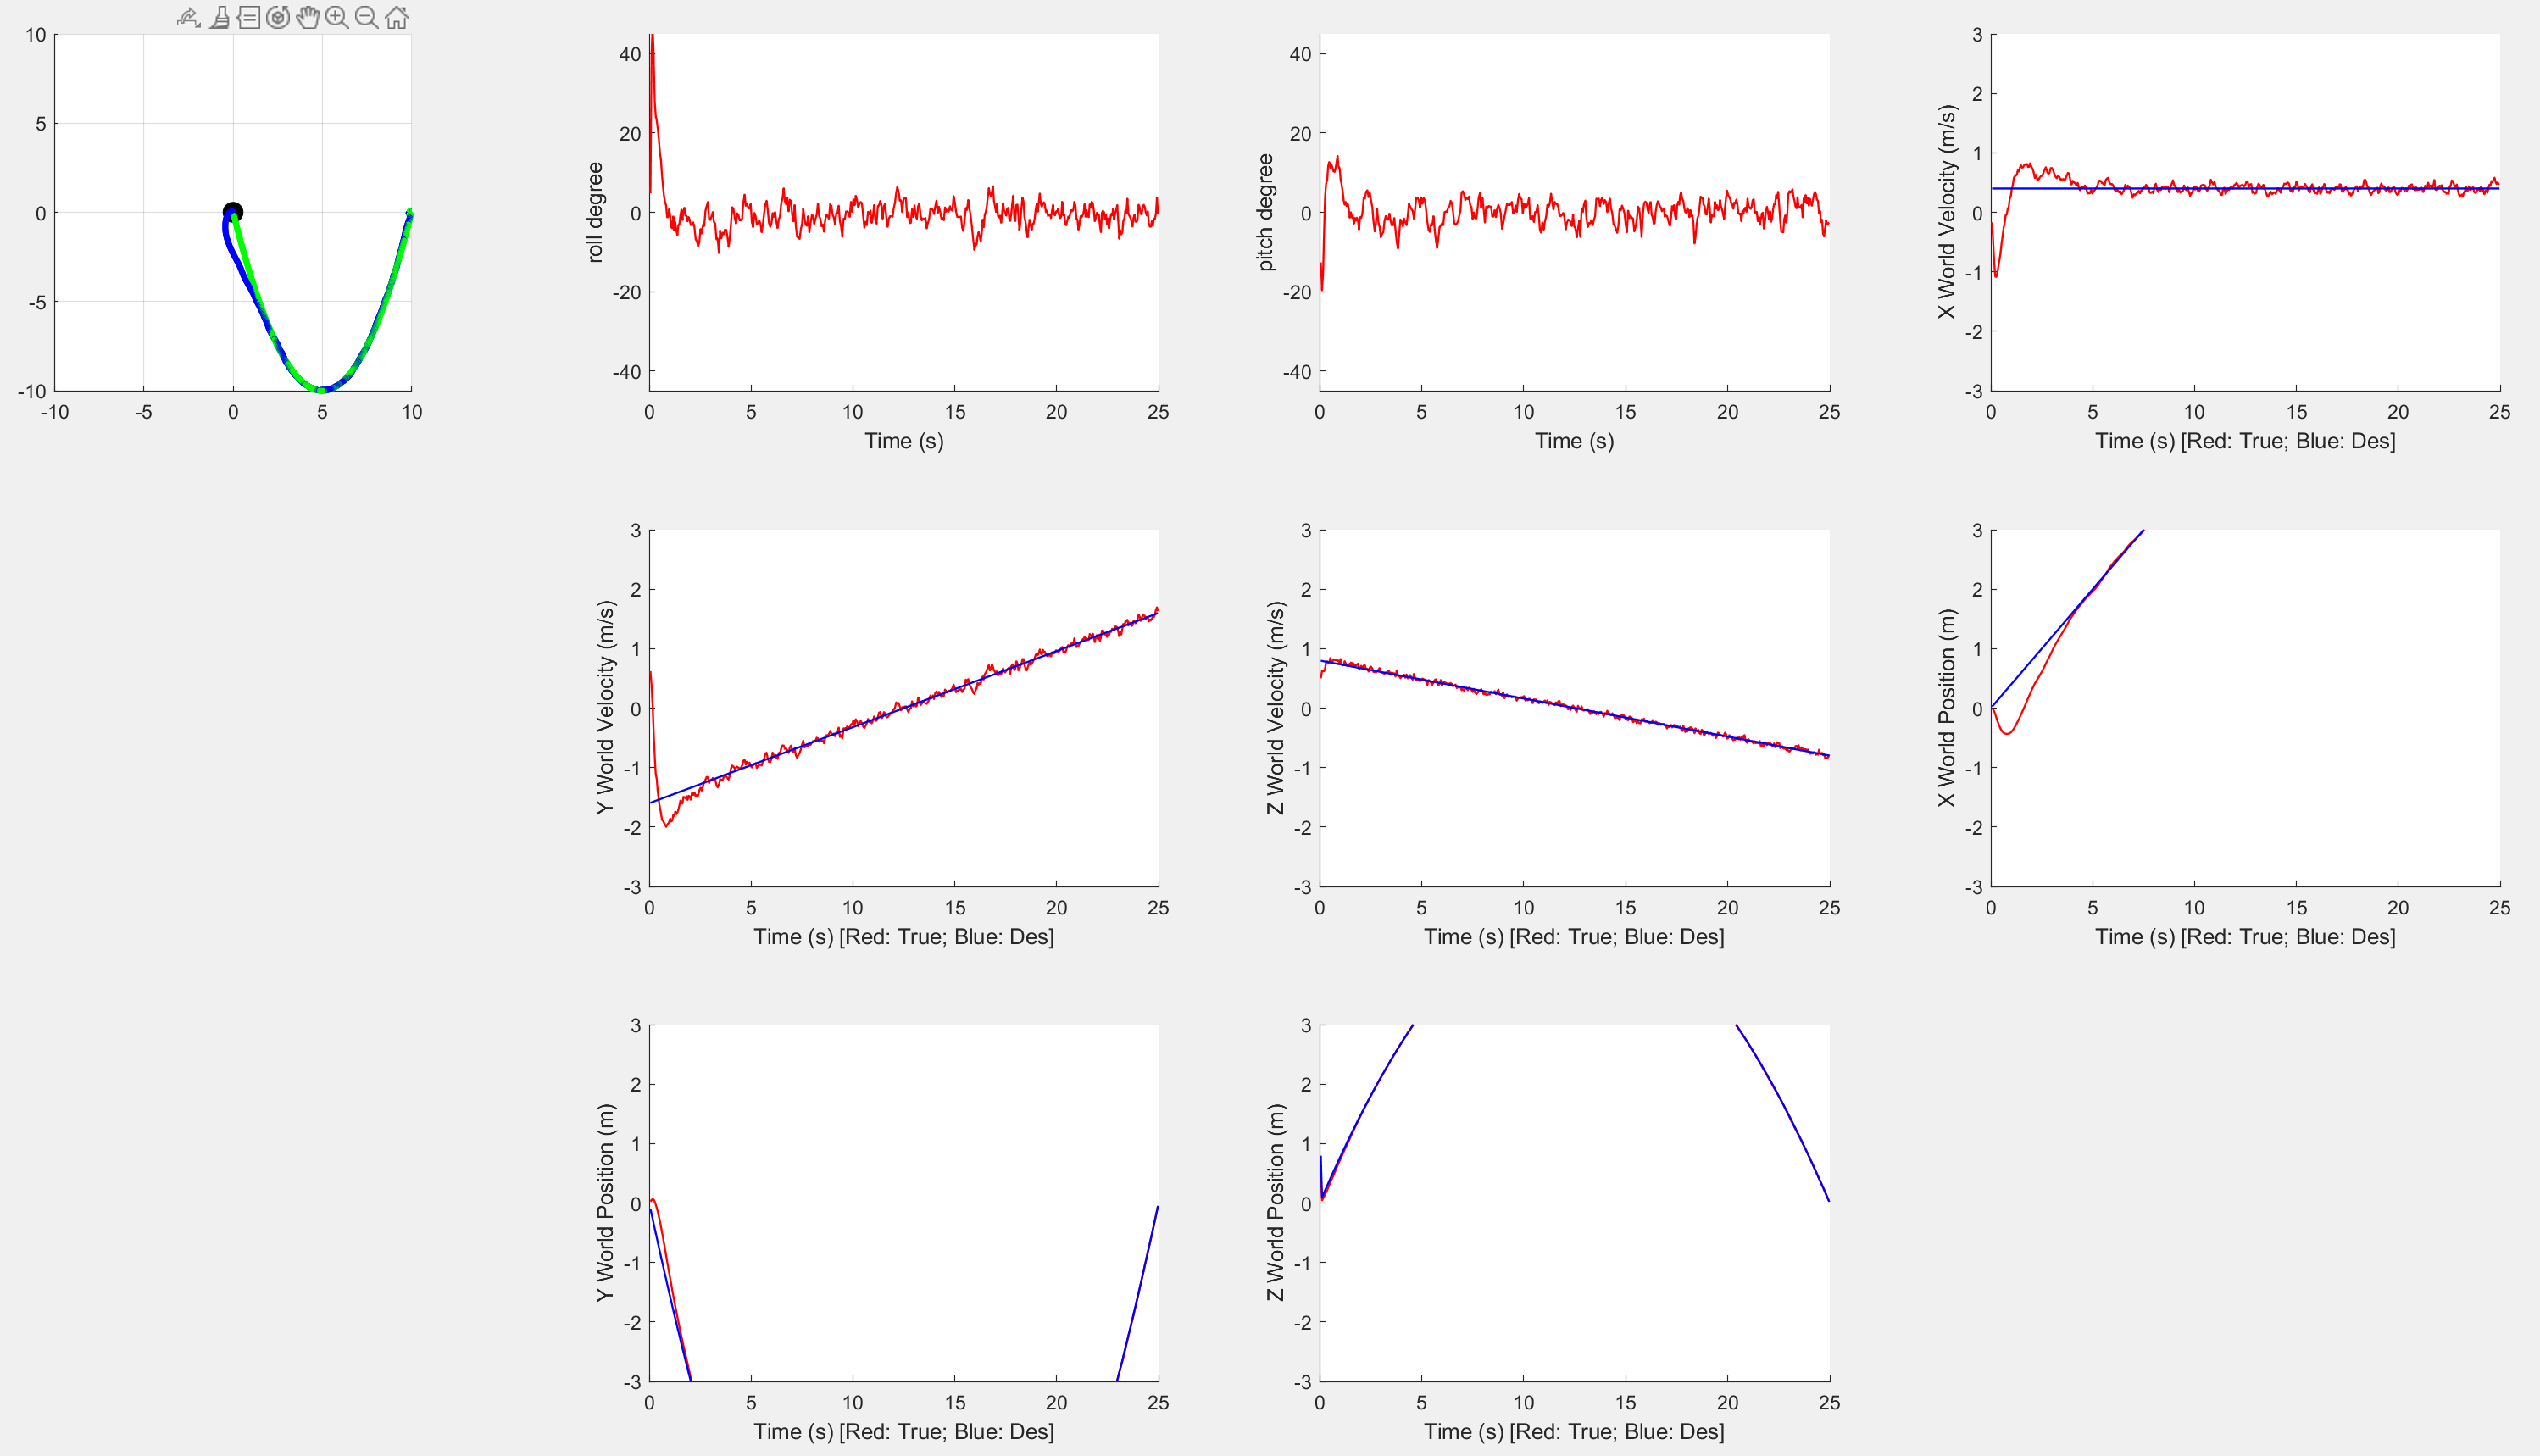 10
5
0
-5
-10
-10 -5 0 5 10
roll degree
40
20
0
-20
-40
0 5 10 15 20 25
Time (s)
pitch degree
40
20
0
-20
-40
0 5 10 15 20 25
Time (s)
X World Velocity (m/s)
3
2
1
0
-1
-2
-3
0 5 10 15 20 25
Time (s) [Red: True; Blue: Des]
Y World Velocity (m/s)
3
2
1
0
-1
-2
-3
0 5 10 15 20 25
Time (s) [Red: True; Blue: Des]
Z World Velocity (m/s)
3
2
1
0
-1
-2
-3
0 5 10 15 20 25
Time (s) [Red: True; Blue: Des]
X World Position (m)
3
2
1
0
-1
-2
-3
0 5 10 15 20 25
Time (s) [Red: True; Blue: Des]
Y World Position (m)
3
2
1
0
-1
-2
-3
0 5 10 15 20 25
Time (s) [Red: True; Blue: Des]
Z World Position (m)
3
2
1
0
-1
-2
-3
0 5 10 15 20 25
Time (s) [Red: True; Blue: Des]